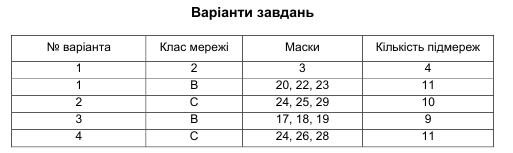 Варіанти завдань
№ варіанта Клас мережі Маски Кількість підмереж
1 2 3 4
1 B 20, 22, 23 11
2 C 24, 25, 29 10
3 B 17, 18, 19 9
4 C 24, 26, 28 11